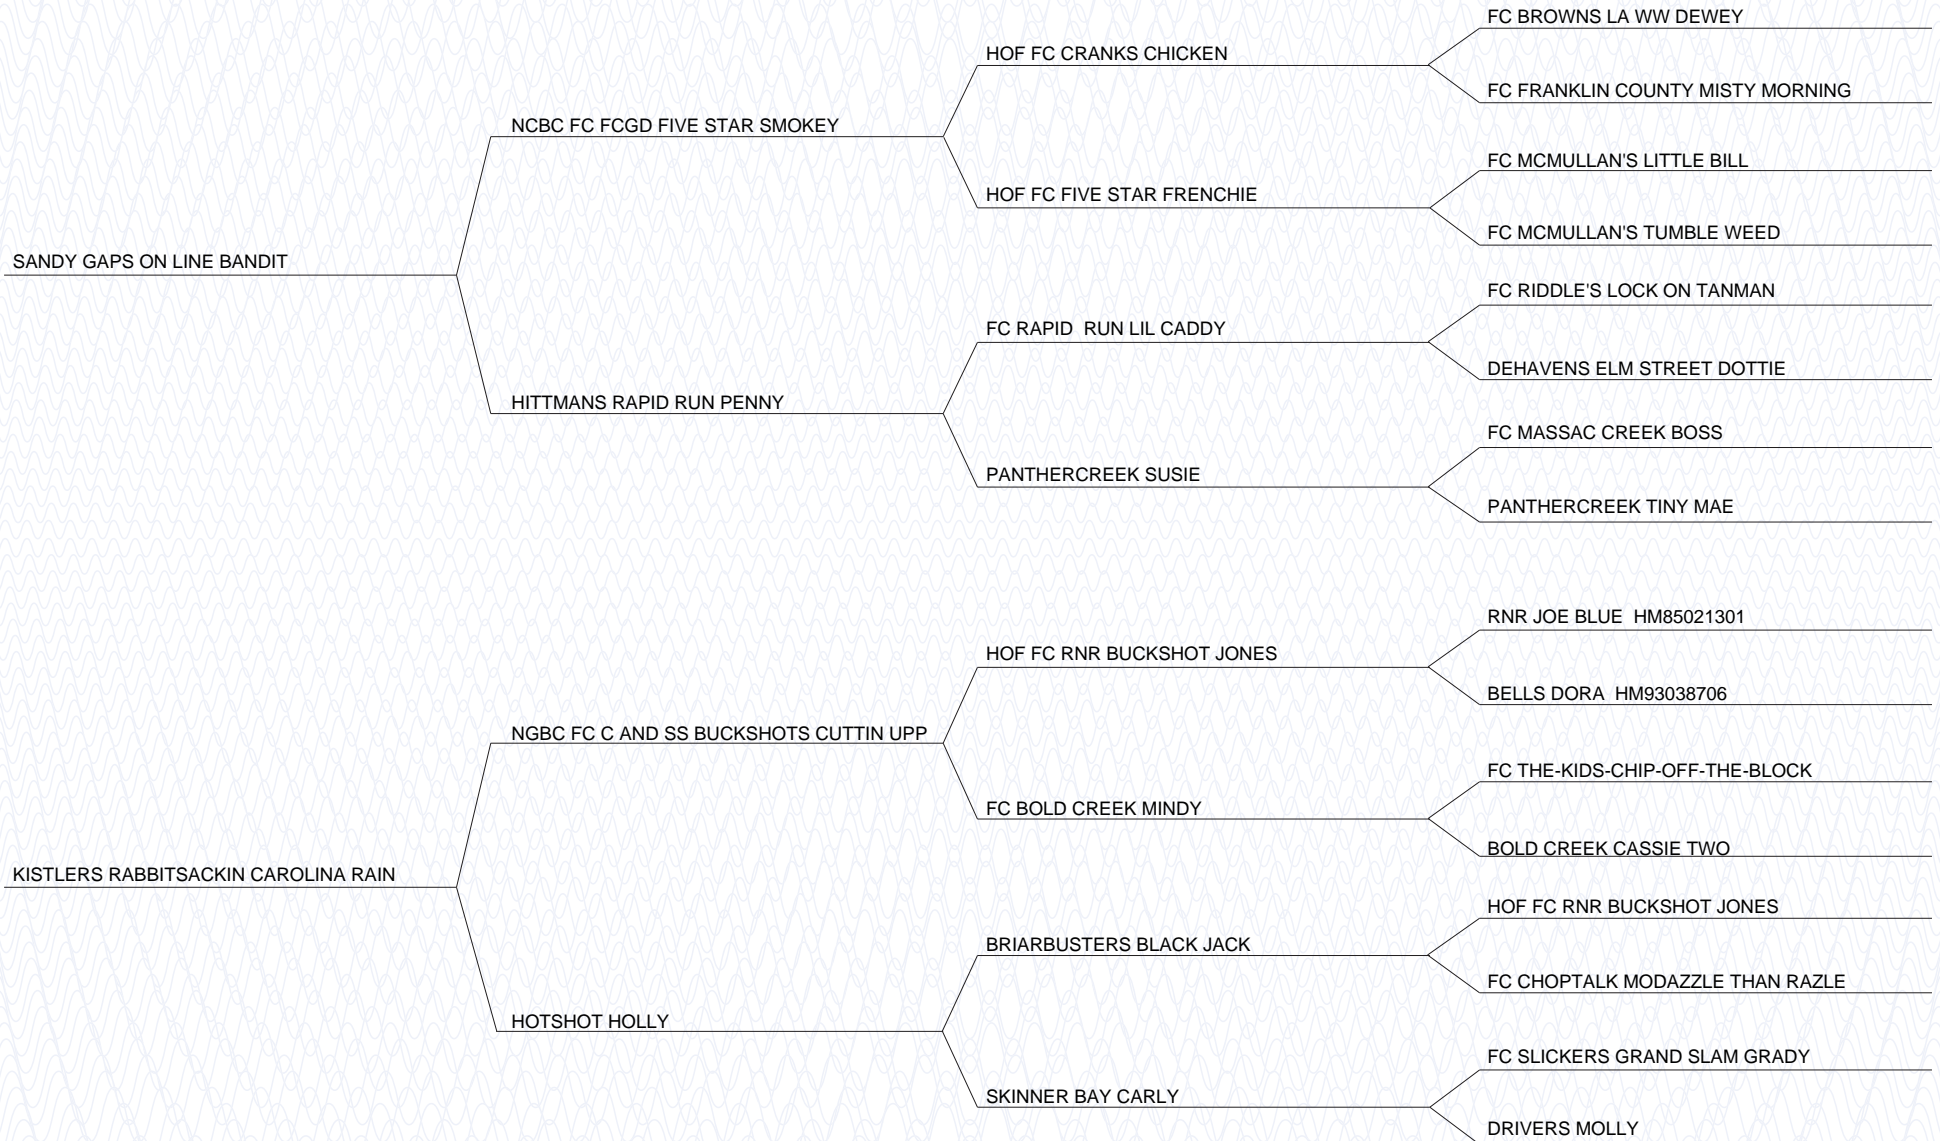 FC BROWNS LA WW DEWEY
HOF FC CRANKS CHICKEN
FC FRANKLIN COUNTY MISTY MORNING
NCBC FC FCGD FIVE STAR SMOKEY
FC MCMULLAN'S LITTLE BILL
HOF FC FIVE STAR FRENCHIE
FC MCMULLAN'S TUMBLE WEED
SANDY GAPS ON LINE BANDIT
FC RIDDLE'S LOCK ON TANMAN
FC RAPID  RUN LIL CADDY
DEHAVENS ELM STREET DOTTIE
HITTMANS RAPID RUN PENNY
FC MASSAC CREEK BOSS
PANTHERCREEK SUSIE
PANTHERCREEK TINY MAE
RNR JOE BLUE  HM85021301
HOF FC RNR BUCKSHOT JONES
BELLS DORA  HM93038706
NGBC FC C AND SS BUCKSHOTS CUTTIN UPP
FC THE-KIDS-CHIP-OFF-THE-BLOCK
FC BOLD CREEK MINDY
BOLD CREEK CASSIE TWO
KISTLERS RABBITSACKIN CAROLINA RAIN
HOF FC RNR BUCKSHOT JONES
BRIARBUSTERS BLACK JACK
FC CHOPTALK MODAZZLE THAN RAZLE
HOTSHOT HOLLY
FC SLICKERS GRAND SLAM GRADY
SKINNER BAY CARLY
DRIVERS MOLLY